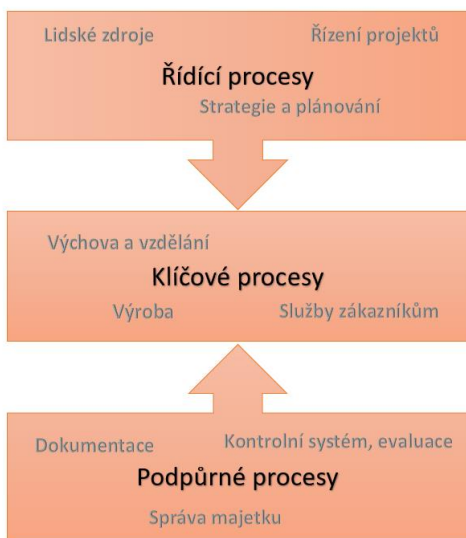 Lidské zdroje
Řízení projektů
Řídící procesy
Strategie a plánování
Výchova a vzdělání
Klíčové procesy
Výroba
Služby zákazníkům
Dokumentace
Kontrolní systém, evaluace
Podpůrné procesy
Správa majetku